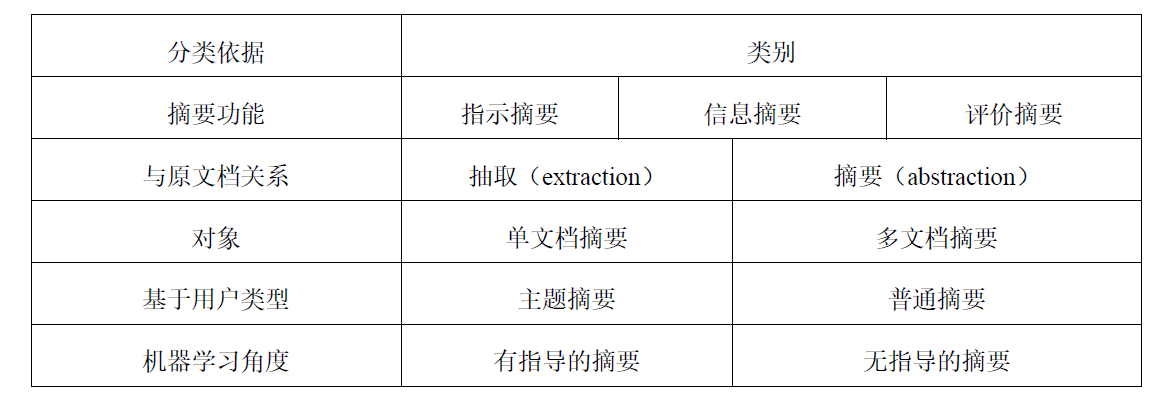 分类依据 类别
摘要功能 指示摘要 信息摘要 评价摘要
与原文档关系 抽取（extraction） 摘要（abstraction）
对象 单文档摘要 多文档摘要
基于用户类型 主题摘要 普通摘要
机器学习角度 有指导的摘要 无指导的摘要